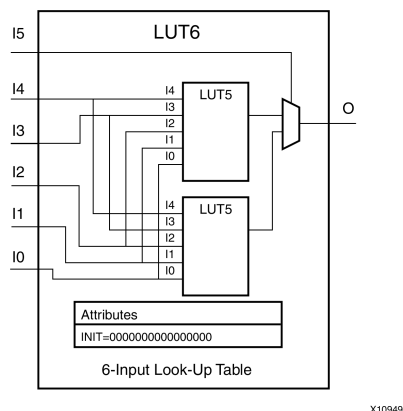 I5
LUT6
I4
I4
LUT5
I3
O
I3
I2
I1
I0
I2
I4
LUT5
I3
I1
I2
I1
I0
I0
Attributes
INIT=0000000000000000
6-Input Look-Up Table
X10949